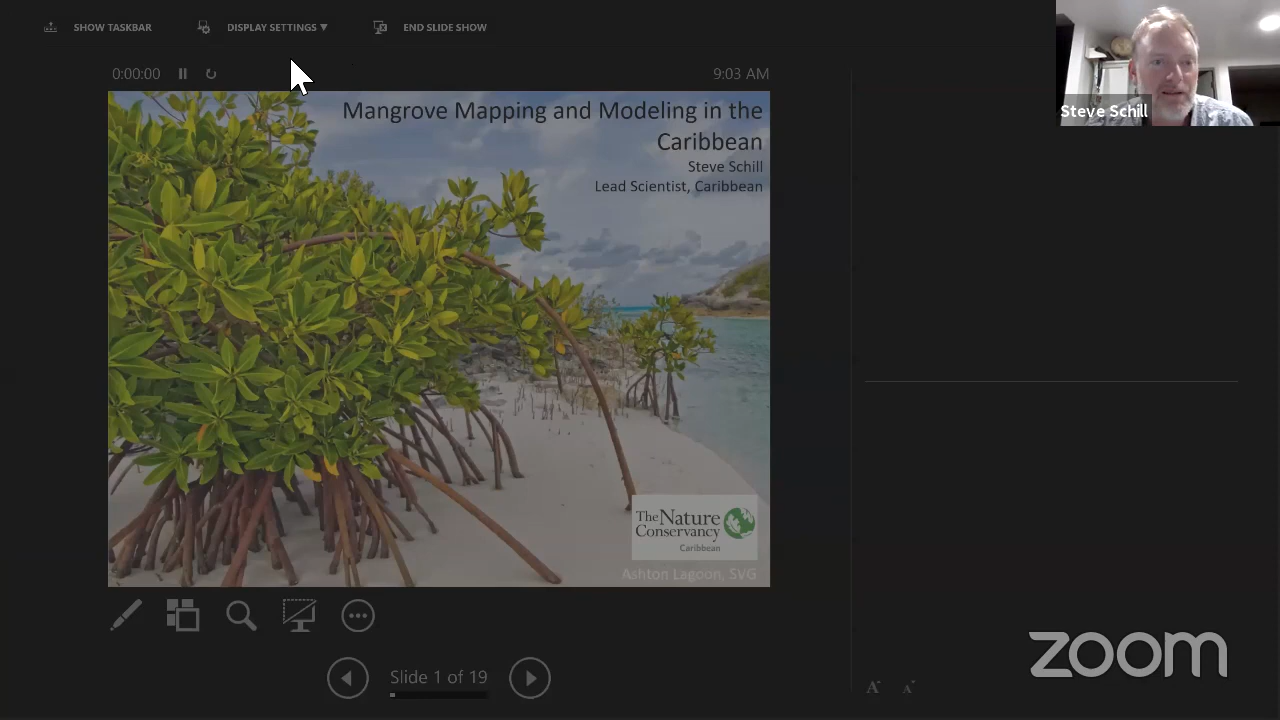 SHOW TASKBAR
DISPLAY SETTINGS ▼
END SLIDE SHOW
0:00:00
9:03 AM
Steve Schill
Mangrove Mapping and Modeling in the
Caribbean
Steve Schill
Lead Scientist, Caribbean
The Nature
Conservancy
Caribbean
Ashton Lagoon, SVG
Slide 1 of 19
A A
zoom